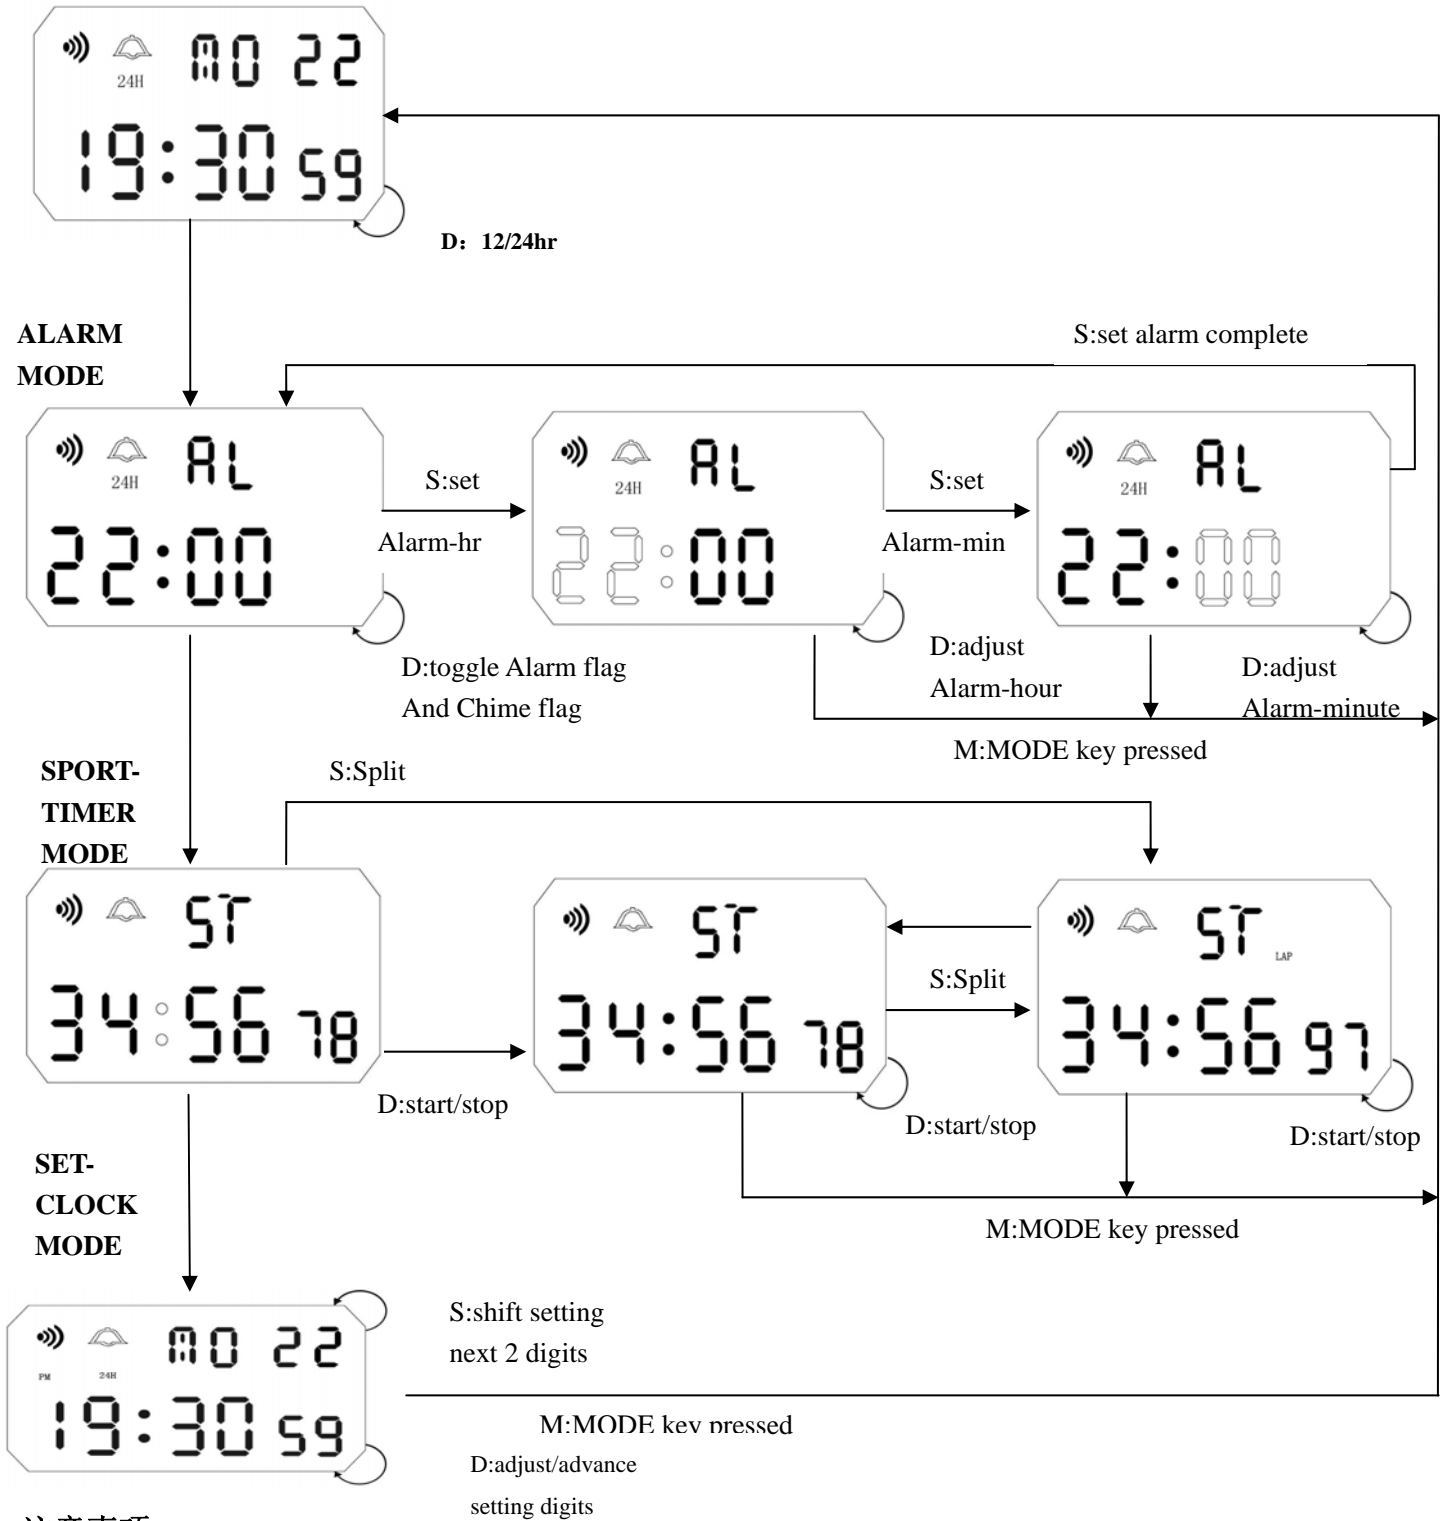 MO 22
24H
19:30 59
D：12/24hr
ALARM
MODE
S:set alarm complete
AL
24H
22:00
S:set
Alarm-hr
AL
24H
22:00
S:set
Alarm-min
AL
24H
22:00
D:toggle Alarm flag
And Chime flag
D:adjust
Alarm-hour
D:adjust
Alarm-minute
M:MODE key pressed
SPORT-
TIMER
MODE
S:Split
ST
34:56 78
D:start/stop
ST
34:56 78
S:Split
ST
LAP
34:56 97
D:start/stop
D:start/stop
M:MODE key pressed
SET-
CLOCK
MODE
MO 22
PM 24H
19:30 59
S:shift setting
next 2 digits
M:MODE key pressed
D:adjust/advance
setting digits
注意事项